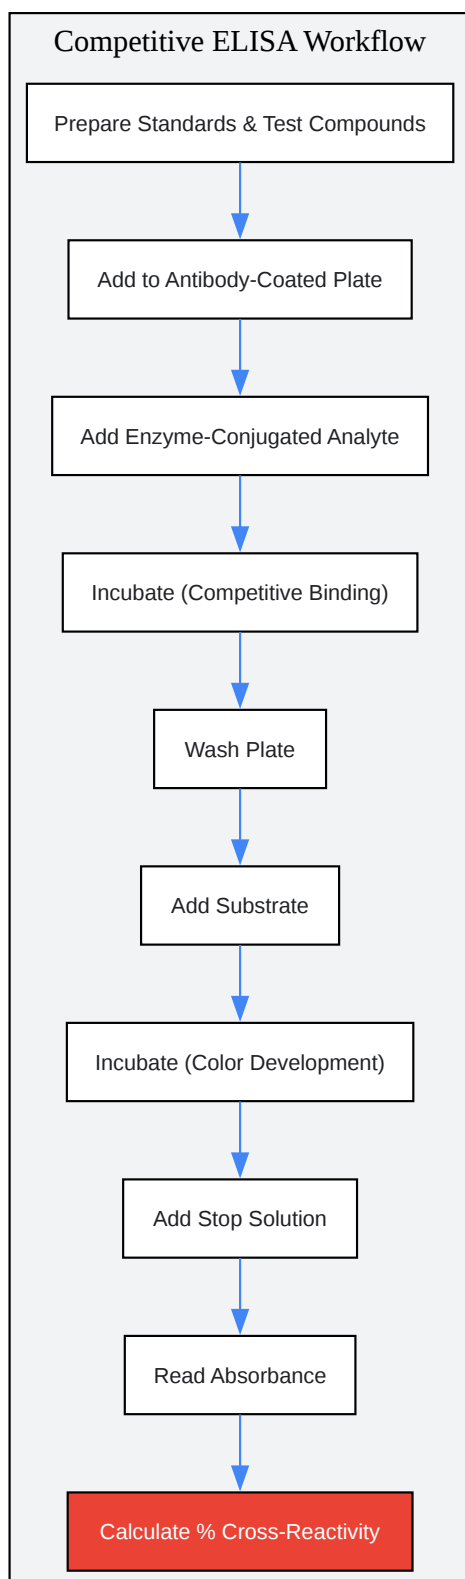 Competitive ELISA Workflow
Prepare Standards & Test Compounds
Add to Antibody-Coated Plate
Add Enzyme-Conjugated Analyte
Incubate (Competitive Binding)
Wash Plate
Add Substrate
Incubate (Color Development)
Add Stop Solution
Read Absorbance
Calculate % Cross-Reactivity